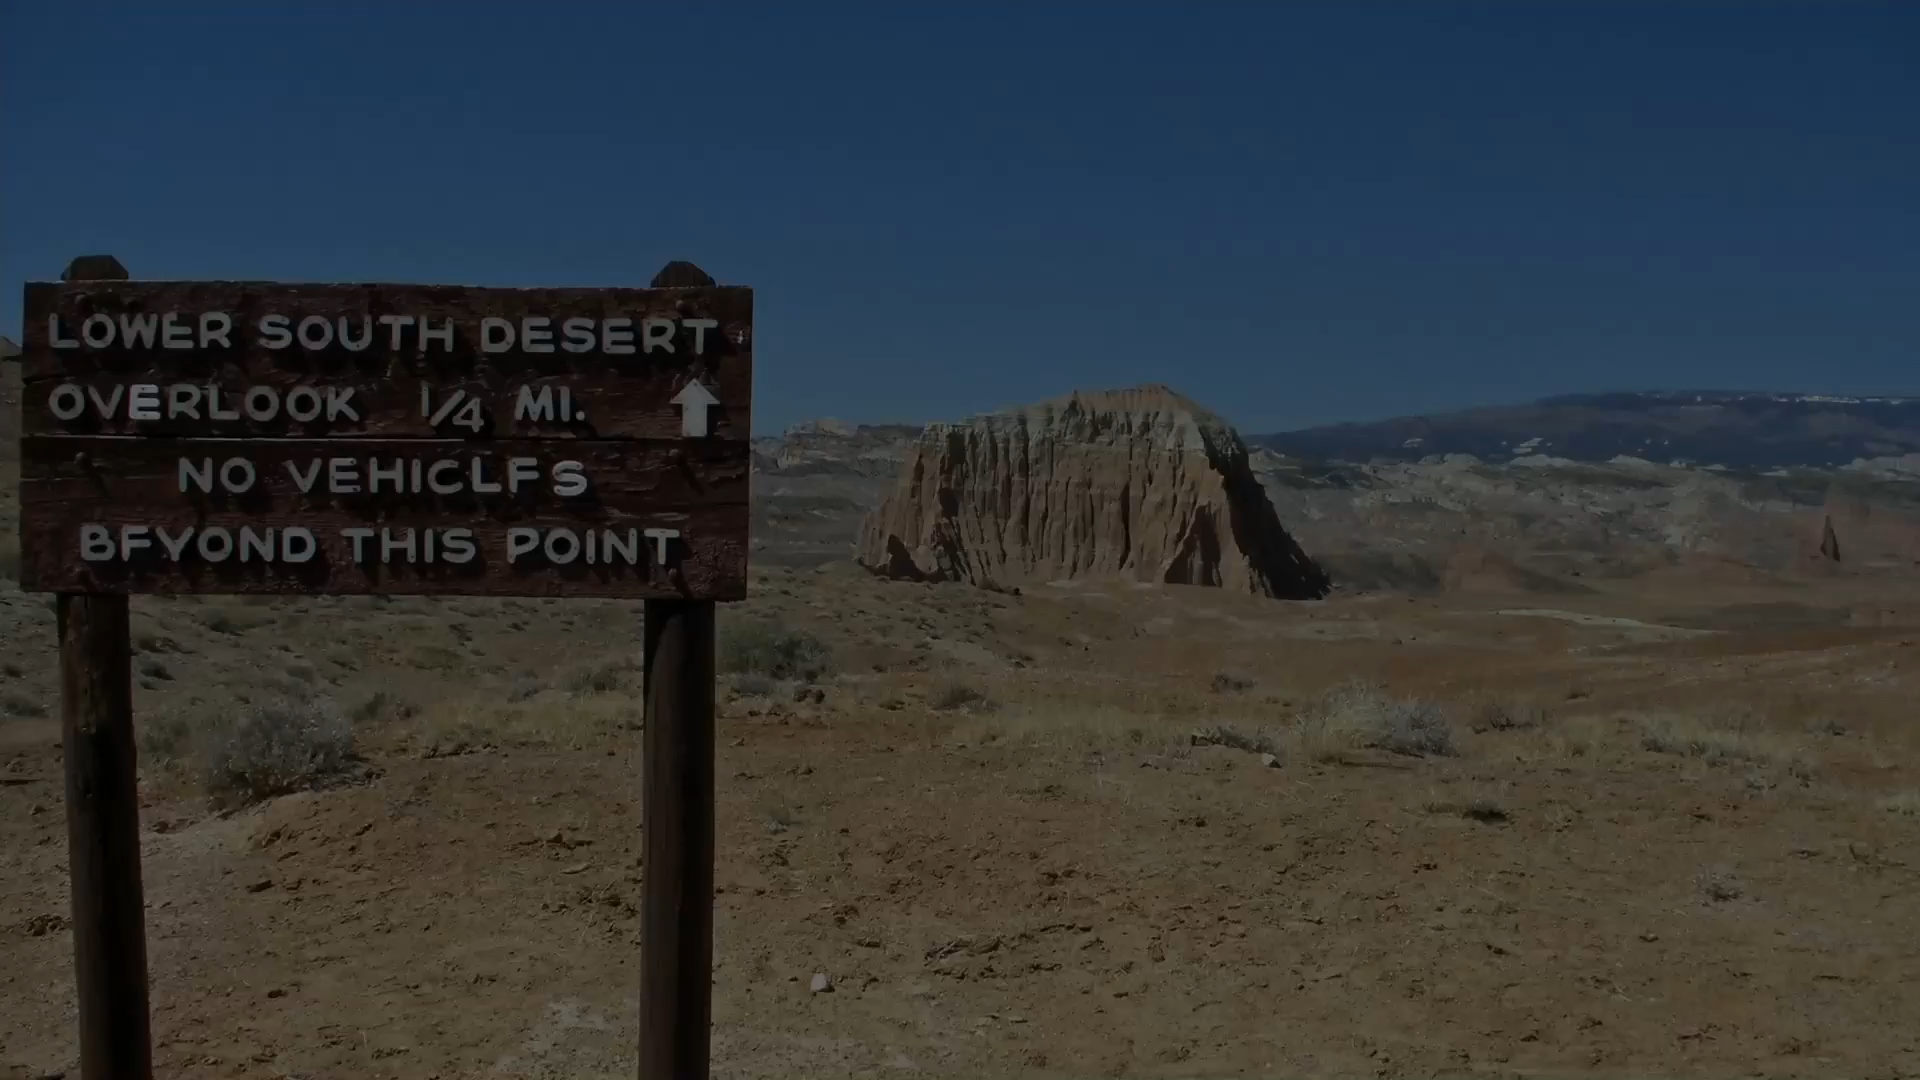 LOWER SOUTH DESERT
OVERLOOK 1/4 MI.
NO VEHICLFS
BFYOND THIS POINT